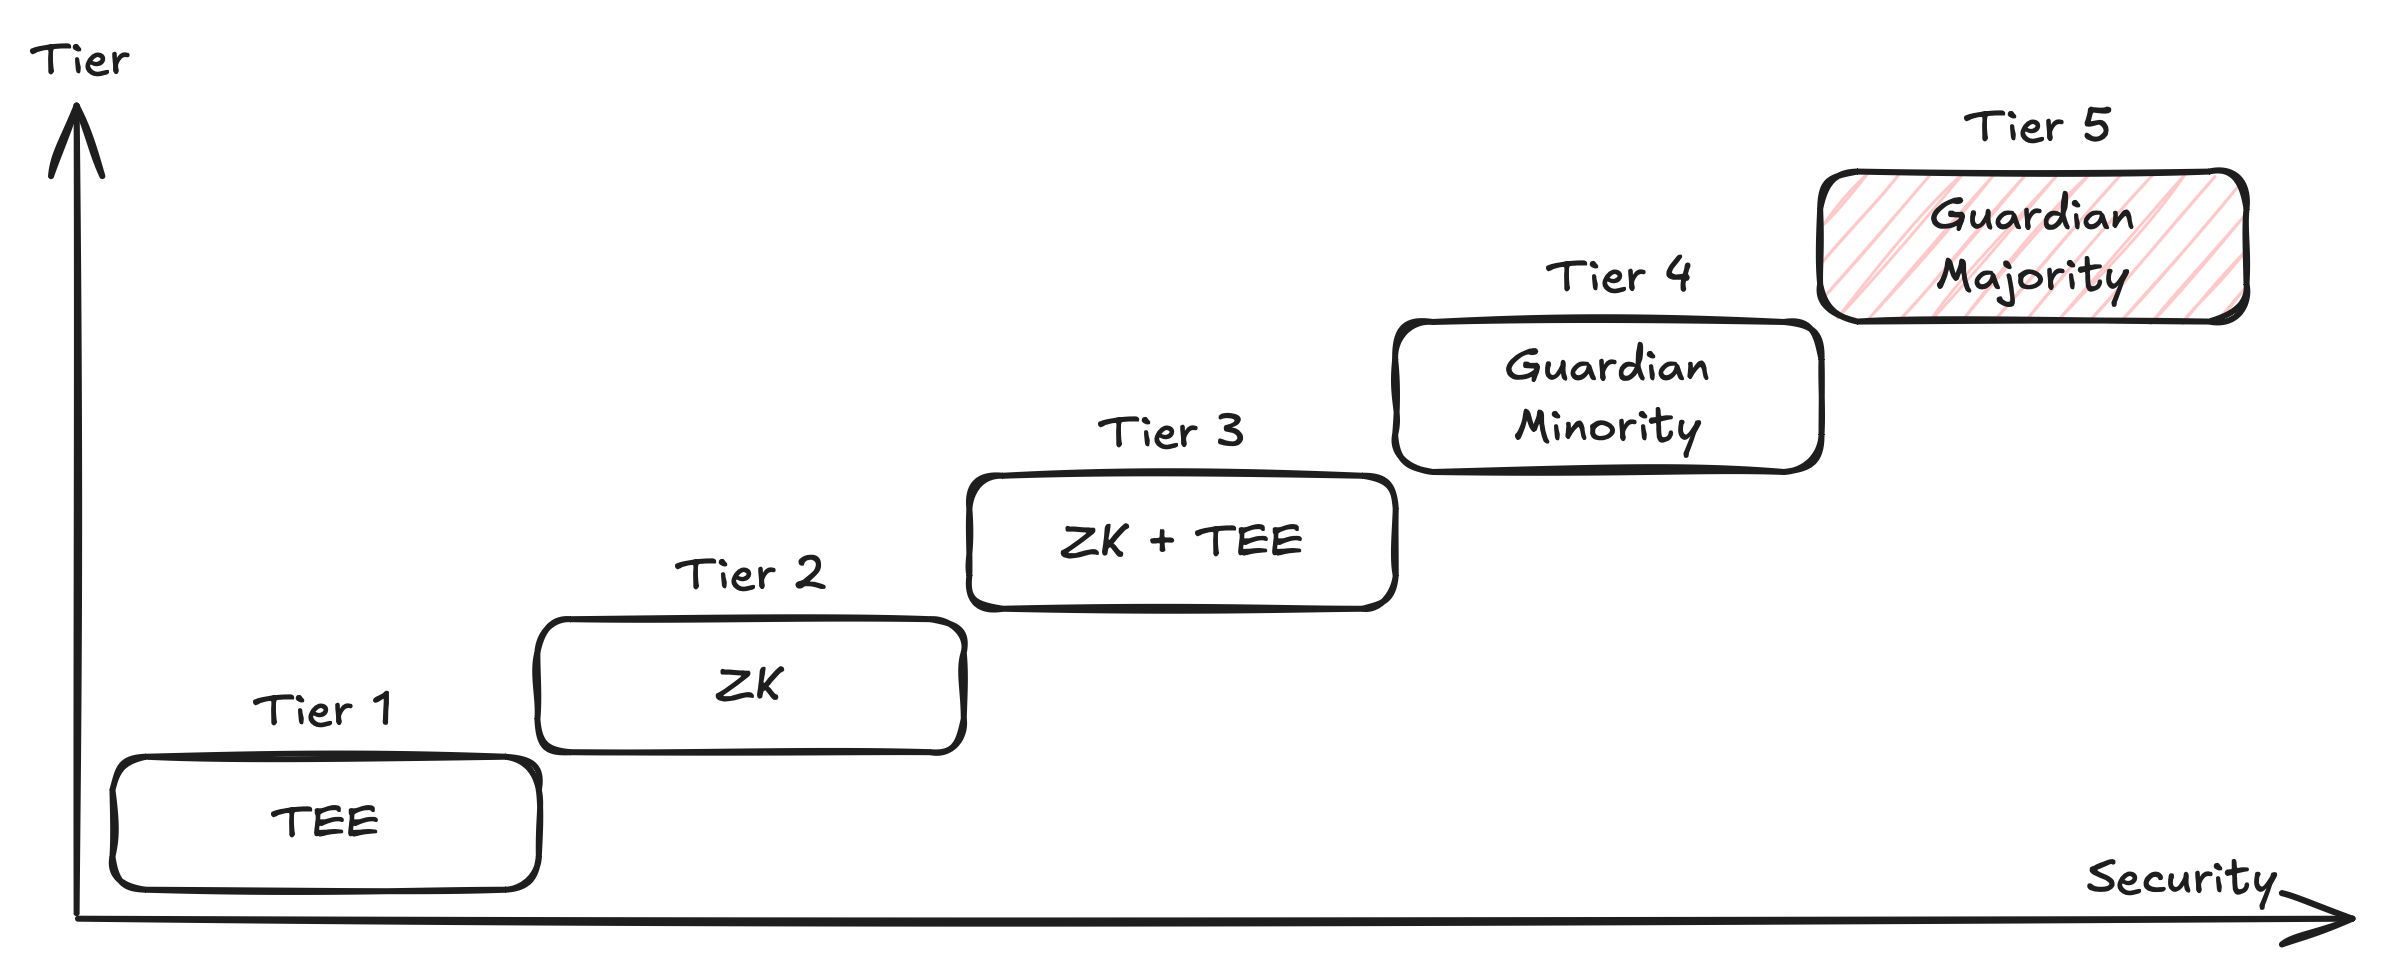 Tier
Tier 5
Guardian
Majority
Tier 4
Guardian
Minority
Tier 3
ZK + TEE
Tier 2
ZK
Tier 1
TEE
Security